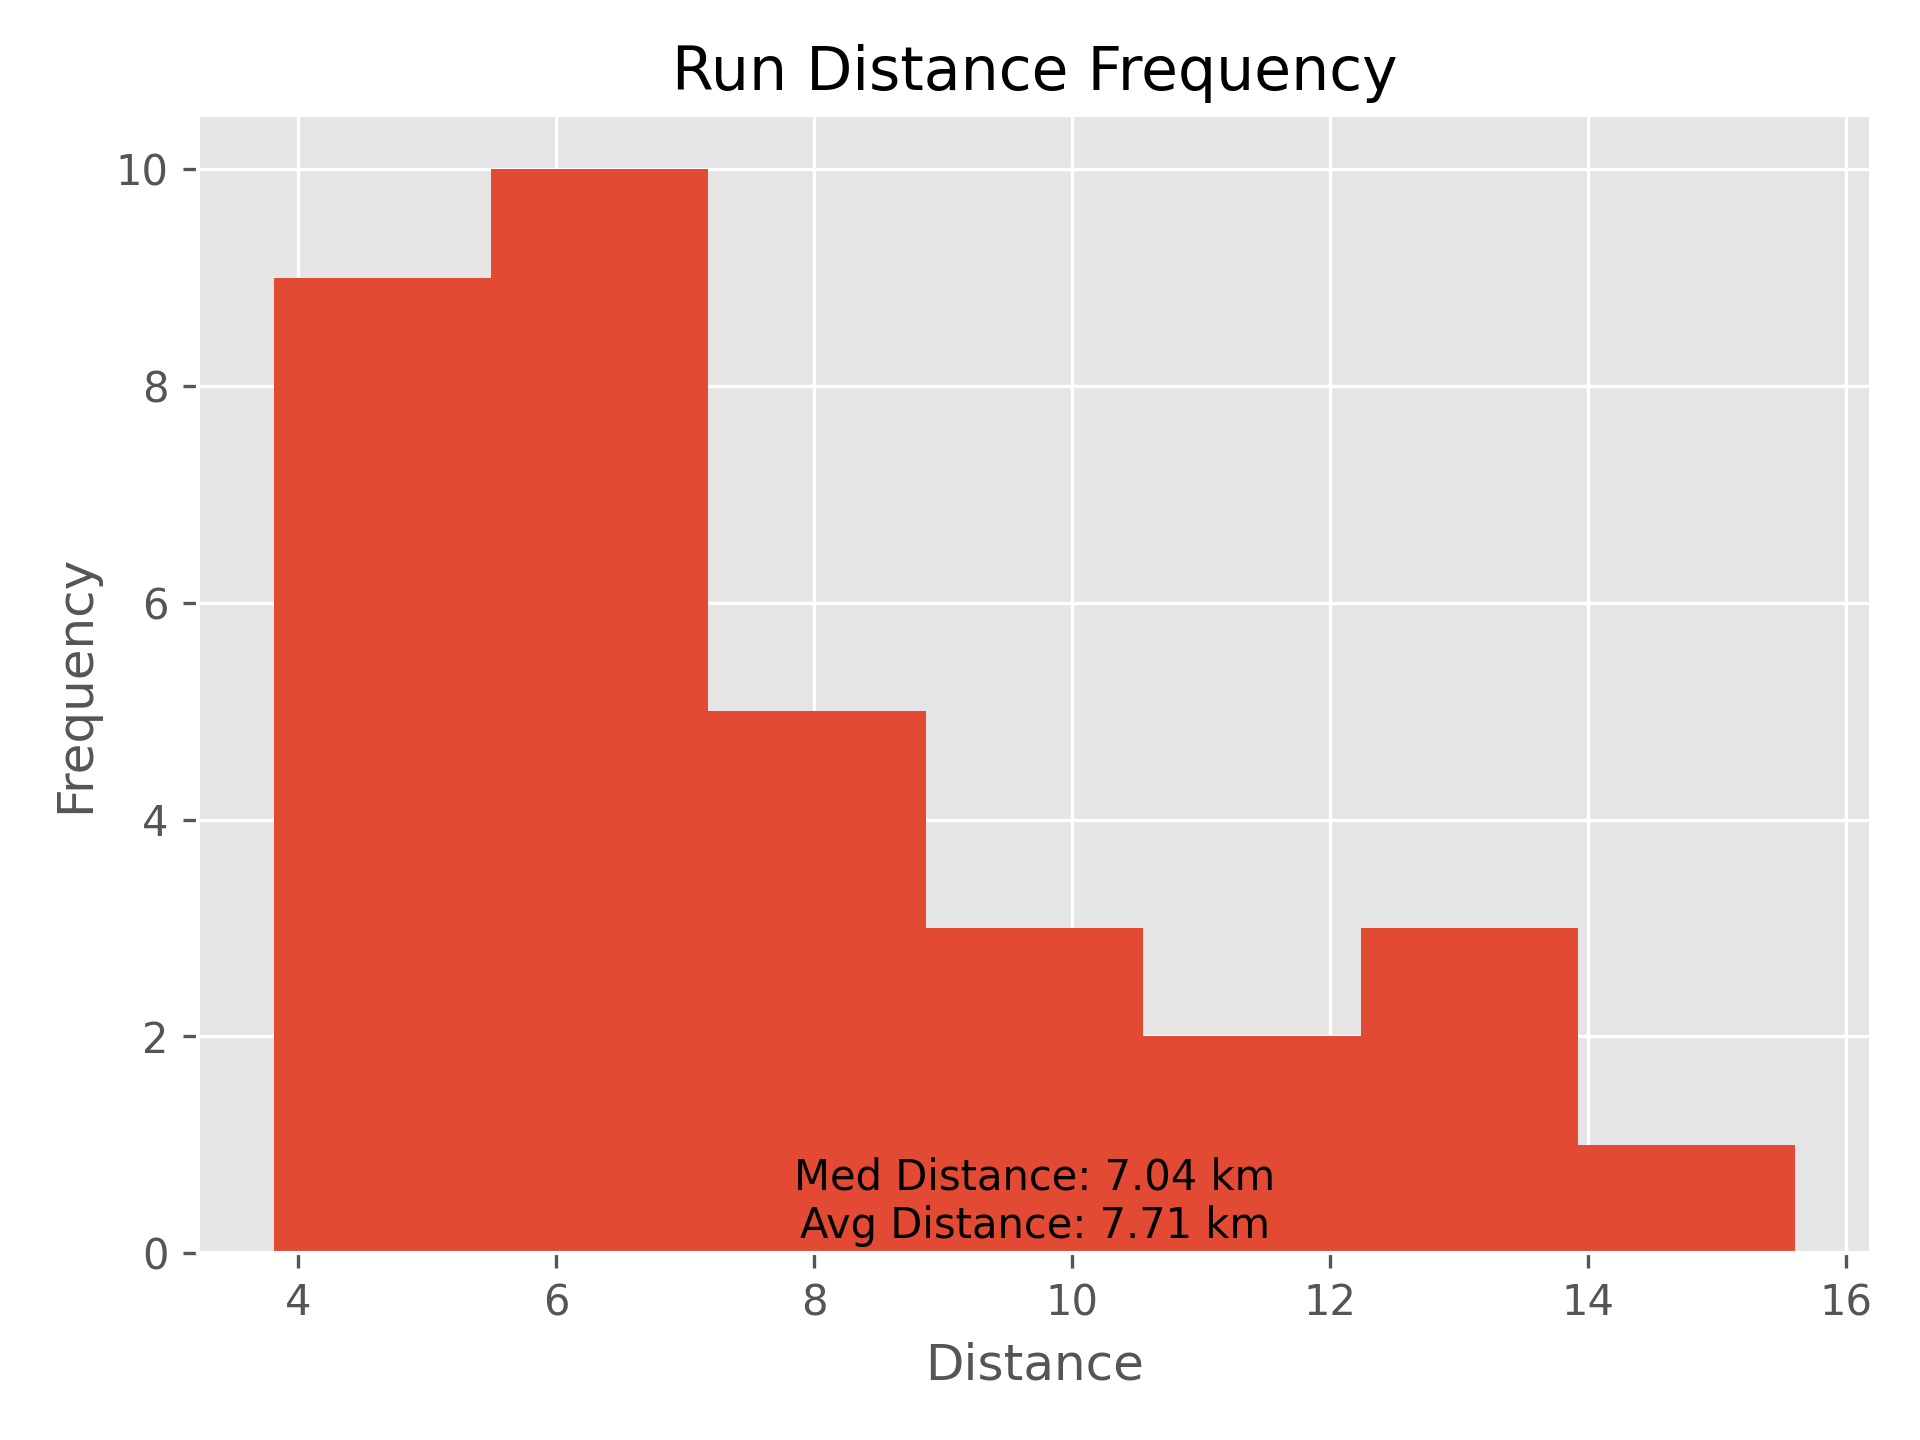 Run Distance Frequency
10
8
6
4
2
0
Frequency
Med Distance: 7.04 km
Avg Distance: 7.71 km
4 6 8 10 12 14 16
Distance